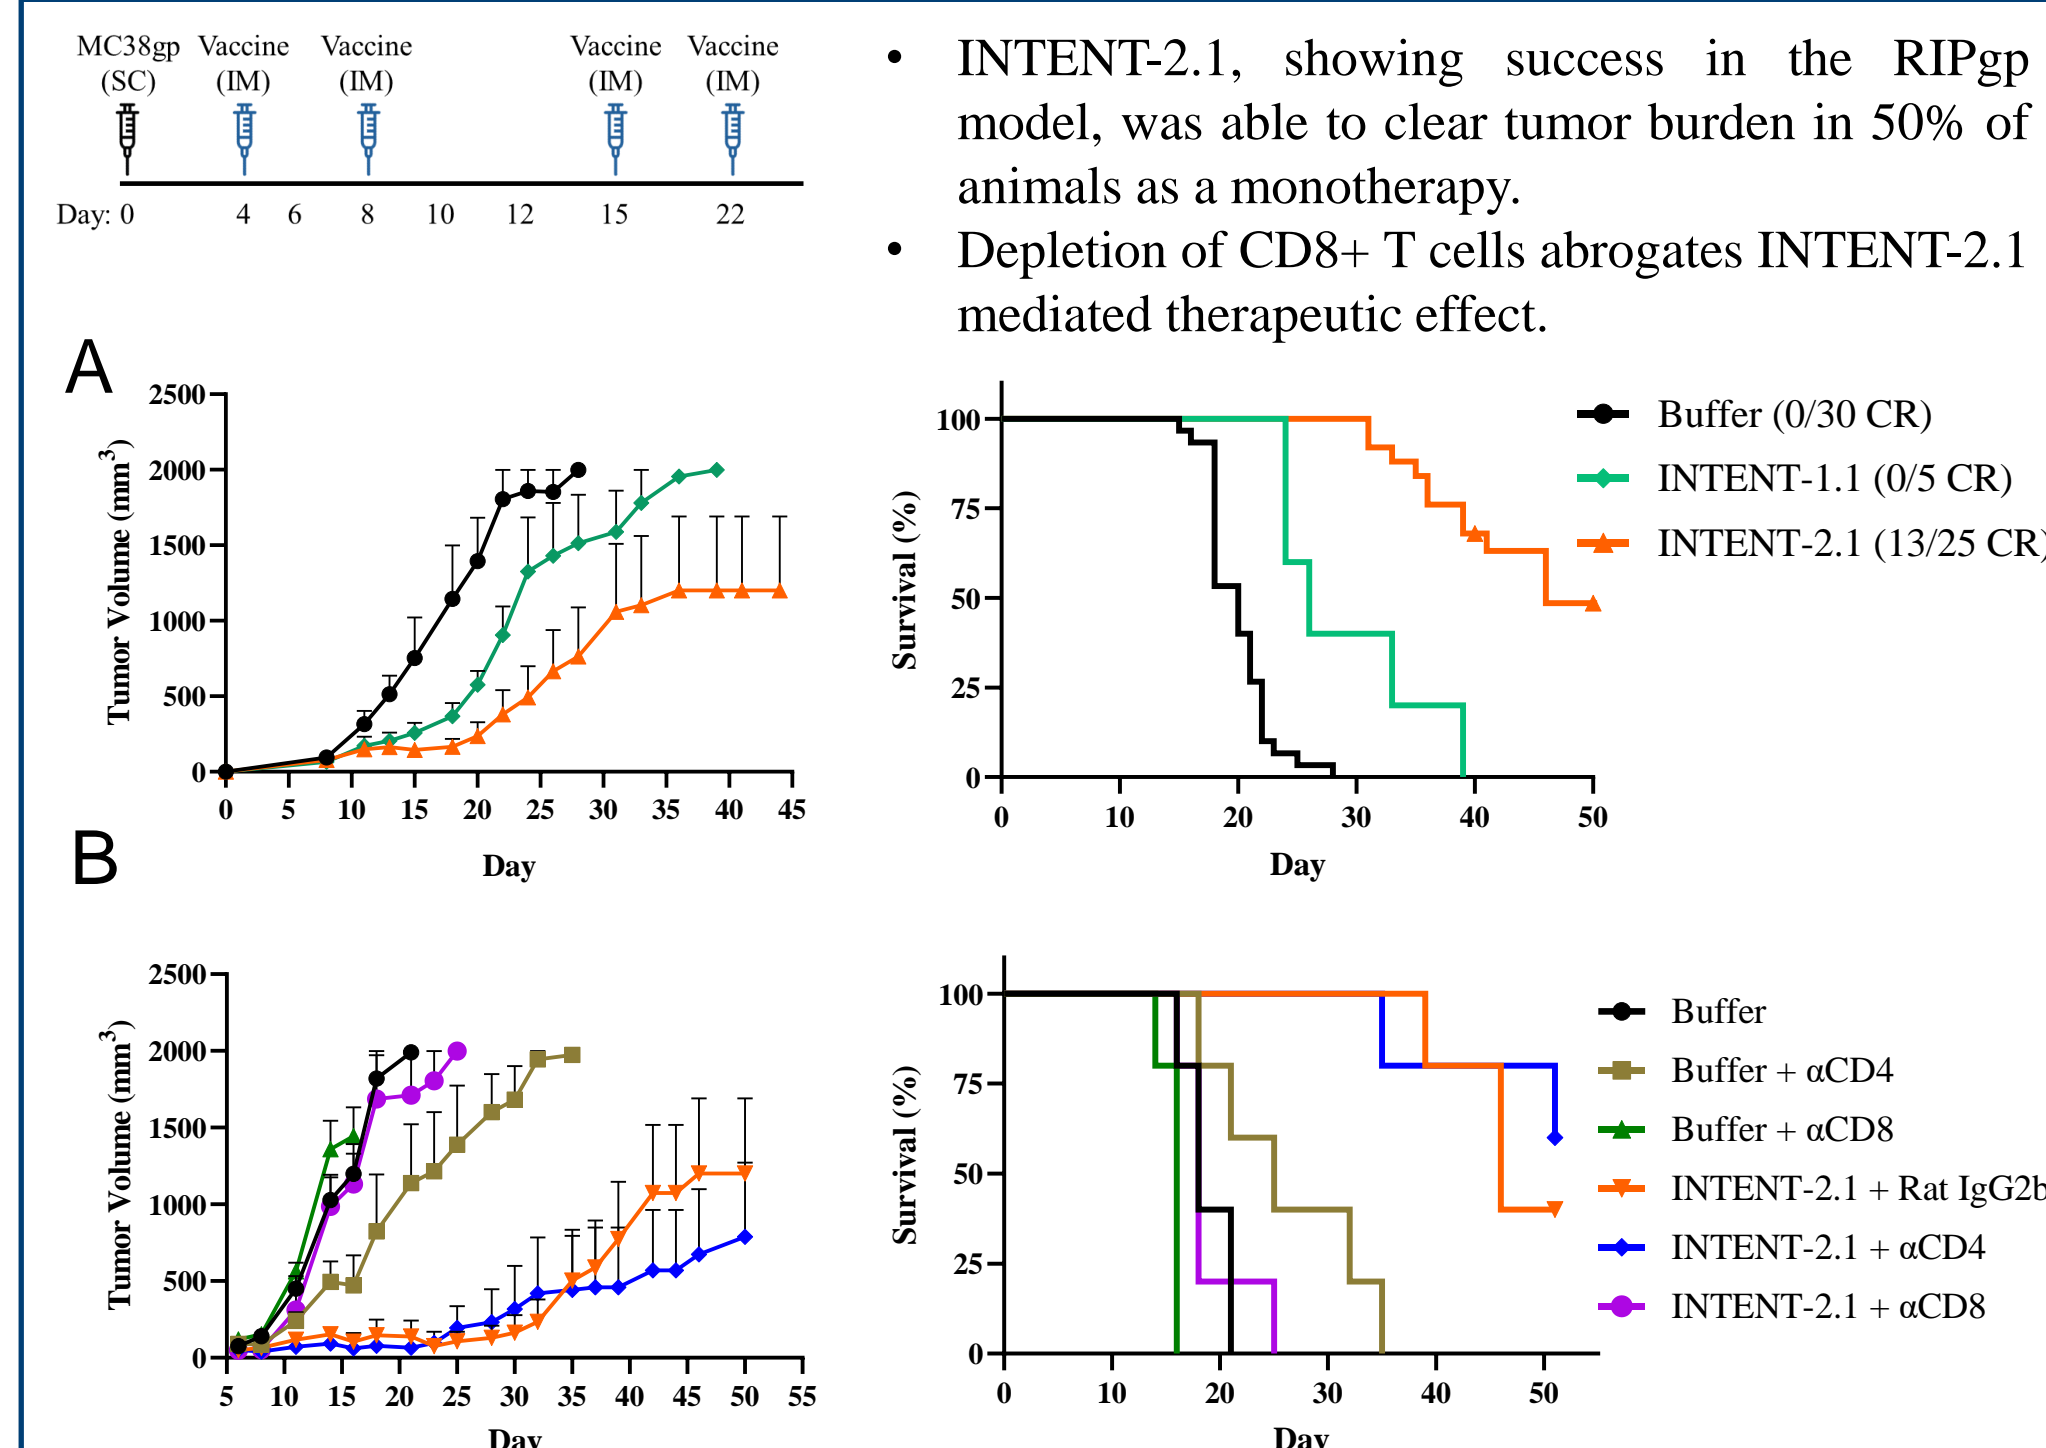 MC38gp Vaccine Vaccine Vaccine Vaccine
(SC) (IM) (IM) (IM) (IM)
Day: 0 4 6 8 10 12 15 22
• INTENT-2.1, showing success in the RIPgp
model, was able to clear tumor burden in 50% of
animals as a monotherapy.
• Depletion of CD8+ T cells abrogates INTENT-2.1
mediated therapeutic effect.
A
2500
2000
1500
1000
500
0
Tumor Volume (mm³)
0 5 10 15 20 25 30 35 40 45
Day
100
75
50
25
0
Survival (%)
0 10 20 30 40 50
Day
Buffer (0/30 CR)
INTENT-1.1 (0/5 CR)
INTENT-2.1 (13/25 CR)
B
2500
2000
1500
1000
500
0
Tumor Volume (mm³)
5 10 15 20 25 30 35 40 45 50 55
Day
100
75
50
25
0
Survival (%)
0 10 20 30 40 50
Day
Buffer
Buffer + αCD4
Buffer + αCD8
INTENT-2.1 + Rat IgG2b
INTENT-2.1 + αCD4
INTENT-2.1 + αCD8